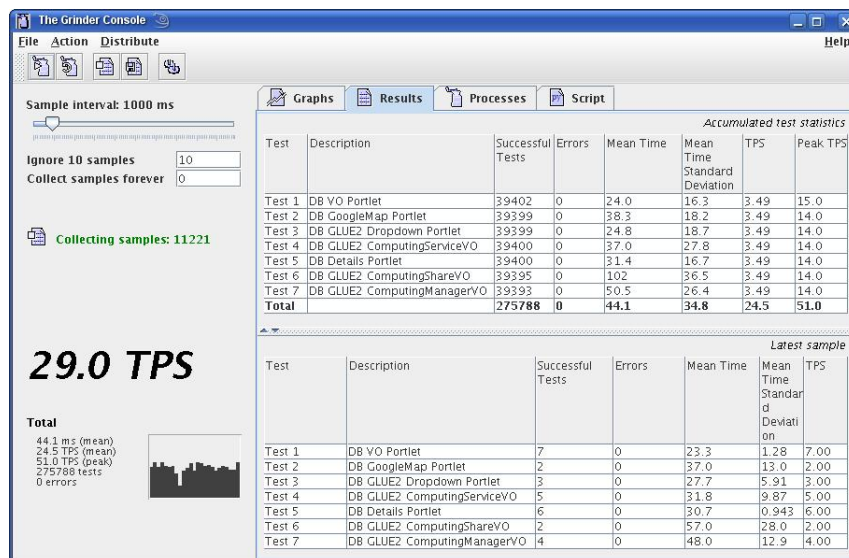 The Grinder Console
File Action Distribute Help
Sample interval: 1000 ms
Ignore 10 samples 10
Collect samples forever 0
Collecting samples: 11221
29.0 TPS
Total
44.1 ms (mean)
24.5 TPS (mean)
51.0 TPS (peak)
275788 tests
0 errors
Graphs Results Processes Script
Accumulated test statistics
Test Description Successful Tests Errors Mean Time Mean Time Standard Deviation TPS Peak TPS
Test 1 DB VO Portlet 39402 0 24.0 16.3 3.49 15.0
Test 2 DB GoogleMap Portlet 39399 0 38.3 18.2 3.49 14.0
Test 3 DB GLUE2 Dropdown Portlet 39399 0 24.8 18.7 3.49 14.0
Test 4 DB GLUE2 ComputingServiceVO 39400 0 37.0 27.8 3.49 14.0
Test 5 DB Details Portlet 39400 0 31.4 16.7 3.49 14.0
Test 6 DB GLUE2 ComputingShareVO 39395 0 102 36.5 3.49 14.0
Test 7 DB GLUE2 ComputingManagerVO 39393 0 50.5 26.4 3.49 14.0
Total 275788 0 44.1 34.8 24.5 51.0
Latest sample
Test Description Successful Tests Errors Mean Time Mean Time Standard Deviation TPS
Test 1 DB VO Portlet 7 0 23.3 1.28 7.00
Test 2 DB GoogleMap Portlet 2 0 37.0 13.0 2.00
Test 3 DB GLUE2 Dropdown Portlet 3 0 27.7 5.91 3.00
Test 4 DB GLUE2 ComputingServiceVO 5 0 31.8 9.87 5.00
Test 5 DB Details Portlet 6 0 30.7 0.943 6.00
Test 6 DB GLUE2 ComputingShareVO 2 0 57.0 28.0 2.00
Test 7 DB GLUE2 ComputingManagerVO 4 0 48.0 12.9 4.00